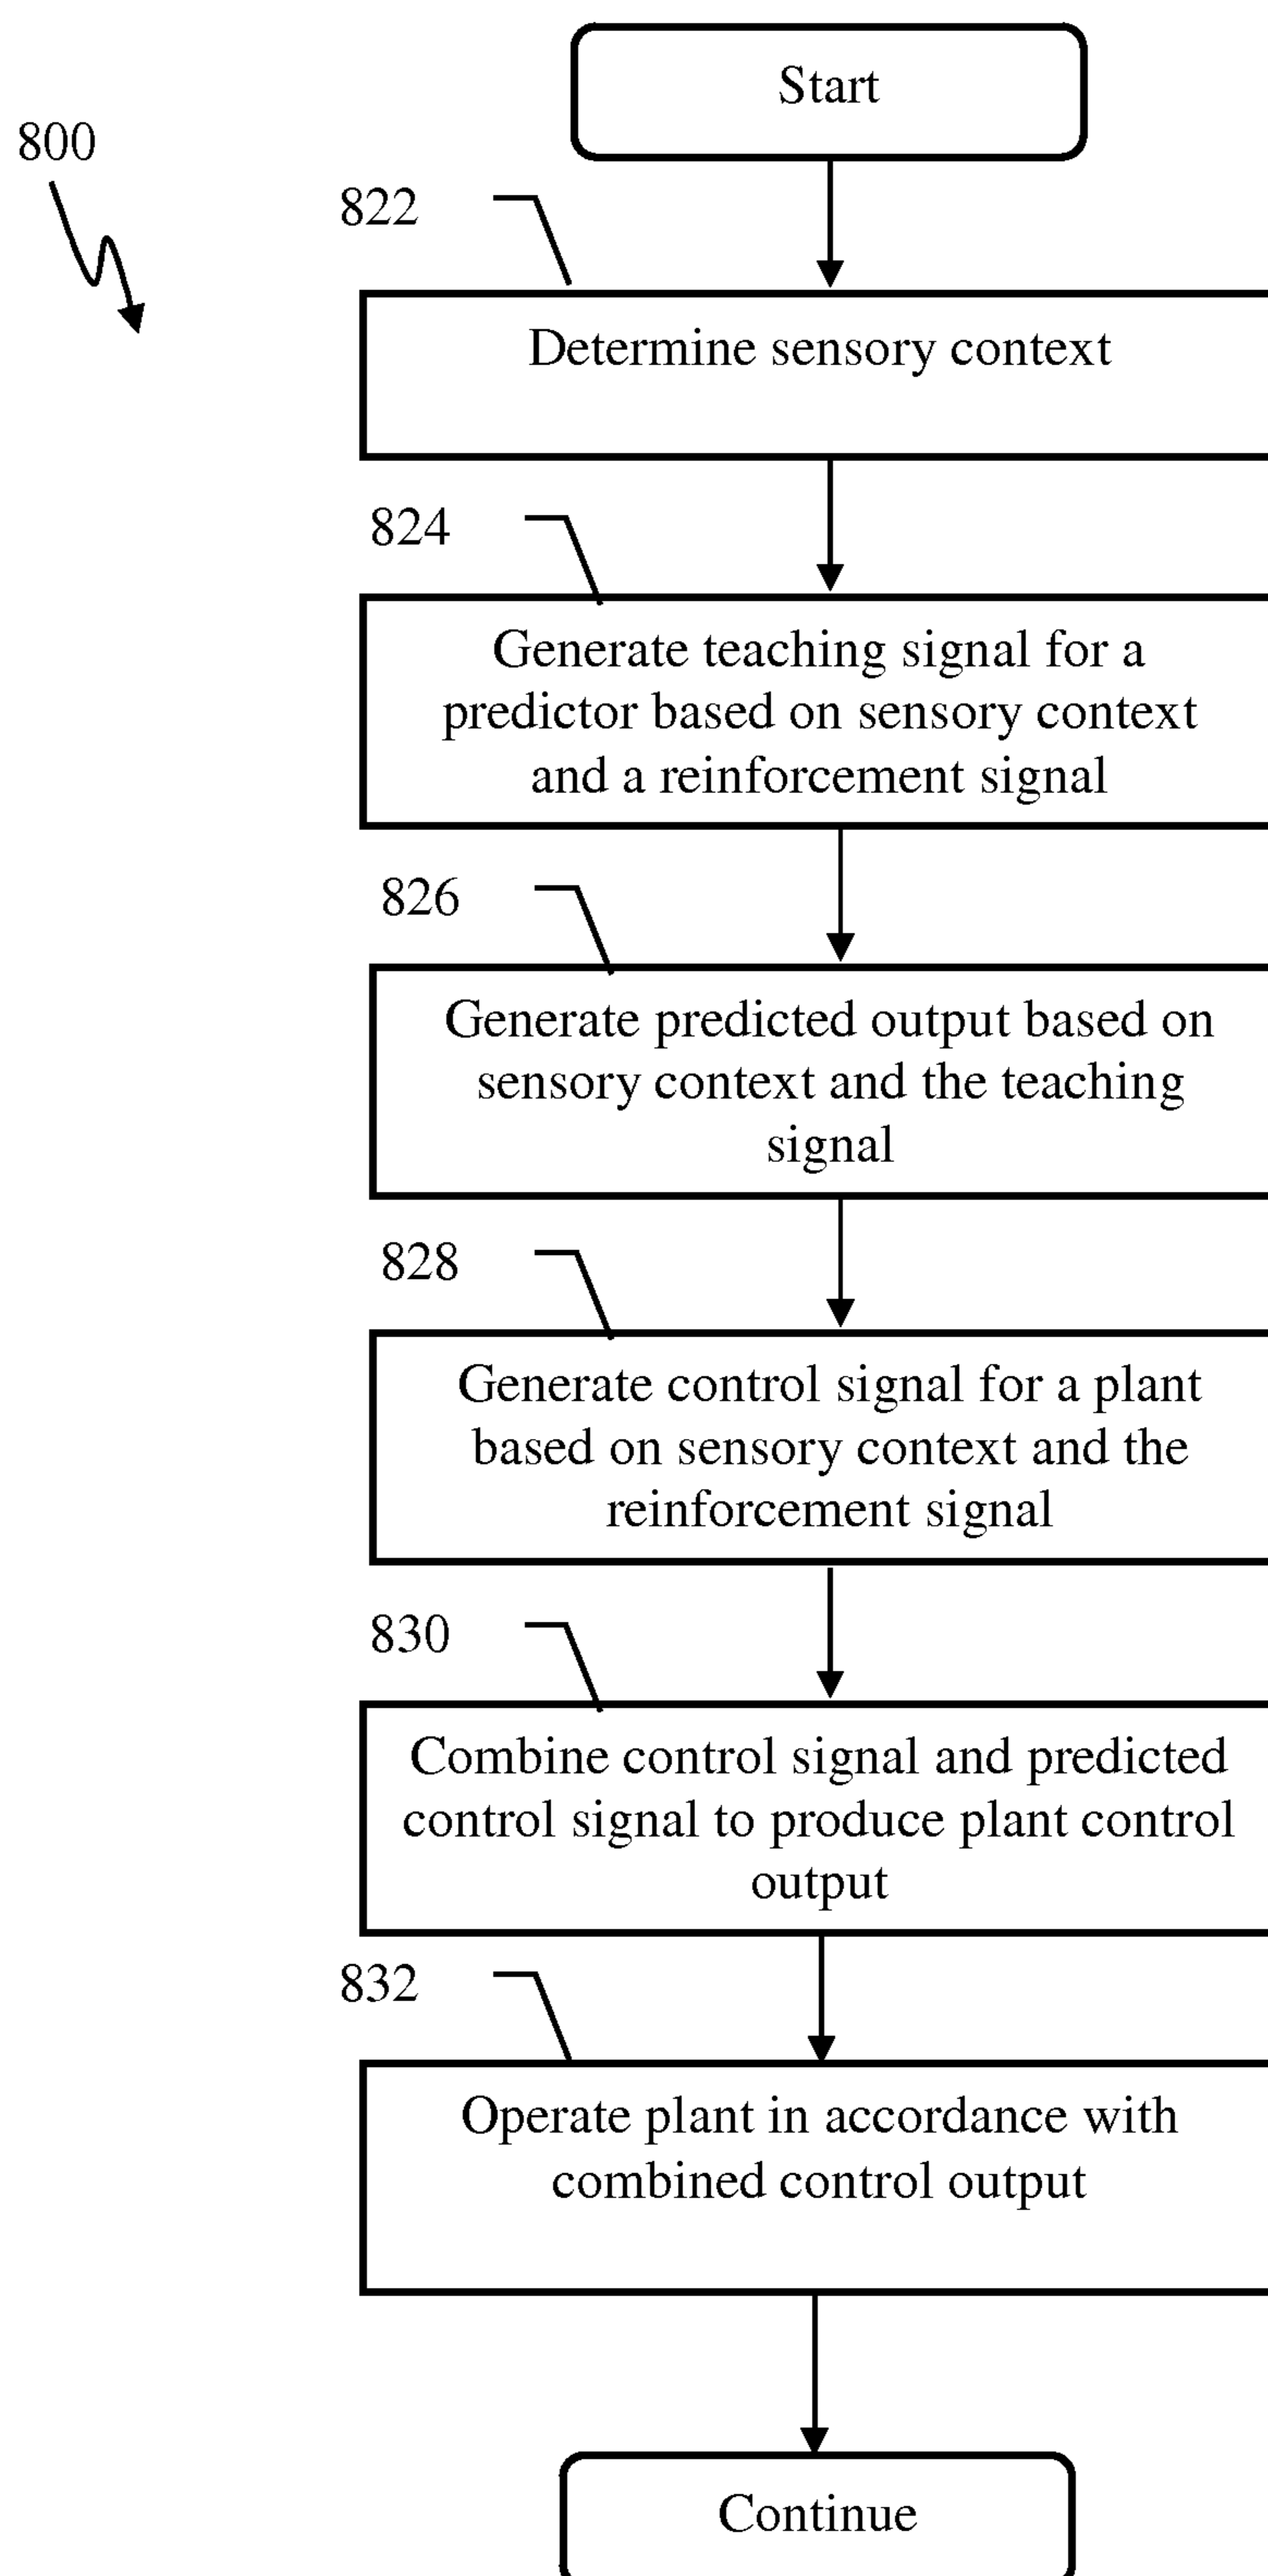 Start
800
822
Determine sensory context
824
Generate teaching signal for a
predictor based on sensory context
and a reinforcement signal
826
Generate predicted output based on
sensory context and the teaching
signal
828
Generate control signal for a plant
based on sensory context and the
reinforcement signal
830
Combine control signal and predicted
control signal to produce plant control
output
832
Operate plant in accordance with
combined control output
Continue